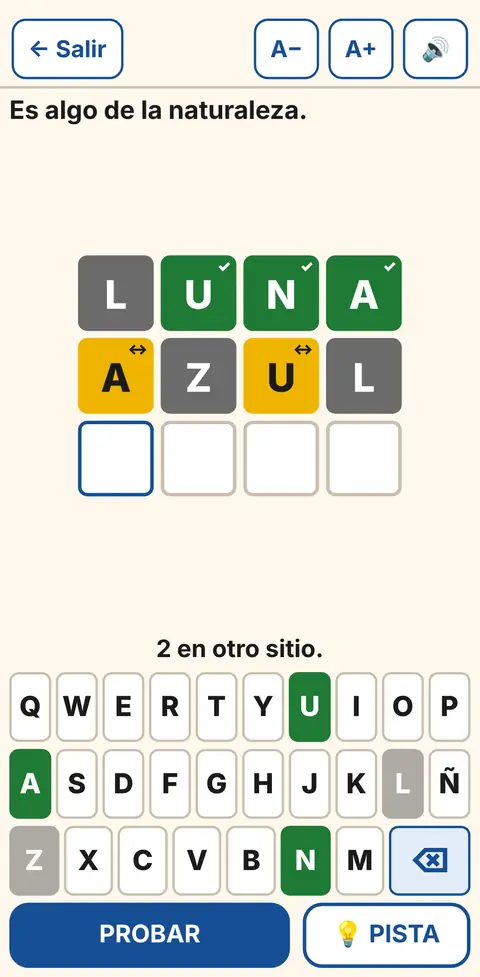 ← Salir A− A+
Es algo de la naturaleza.
L U N A
A Z U L
2 en otro sitio.
Q W E R T Y U I O P
A S D F G H J K L Ñ
Z X C V B N M
PROBAR PISTA